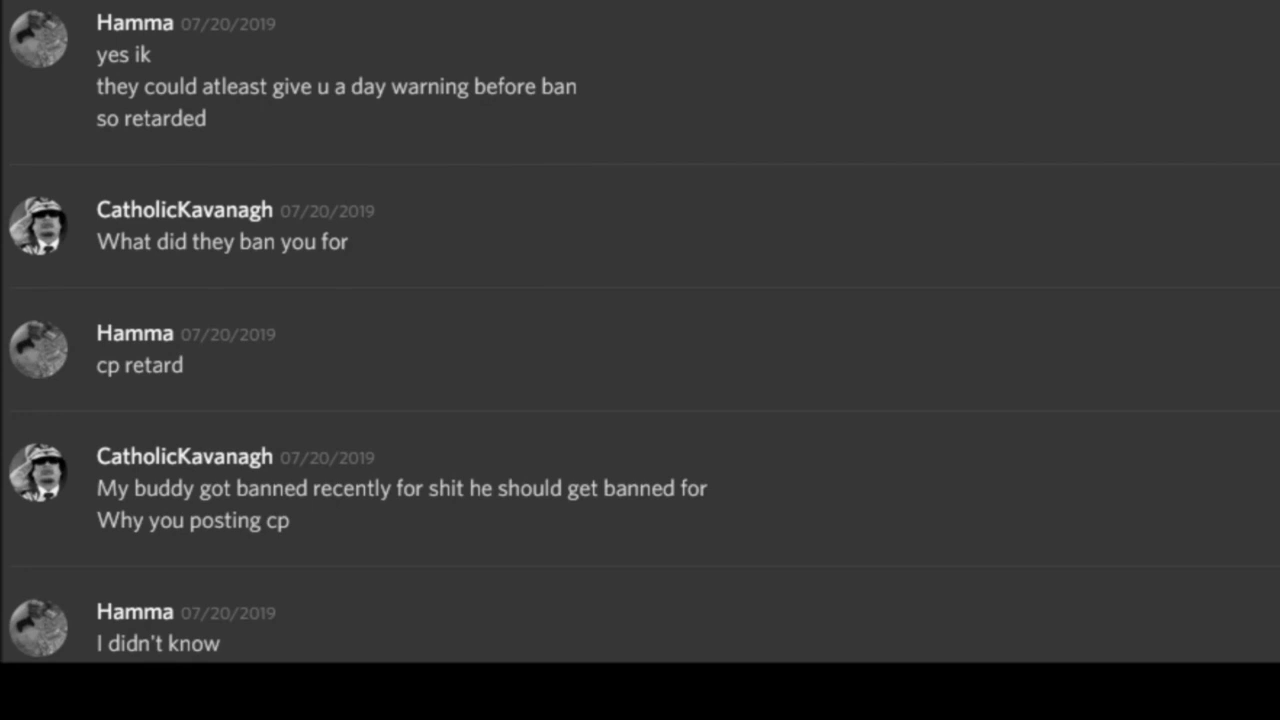 Hamma 07/20/2019
yes ik
they could atleast give u a day warning before ban
so retarded
CatholicKavanagh 07/20/2019
What did they ban you for
Hamma 07/20/2019
cp retard
CatholicKavanagh 07/20/2019
My buddy got banned recently for shit he should get banned for
Why you posting cp
Hamma 07/20/2019
I didn't know